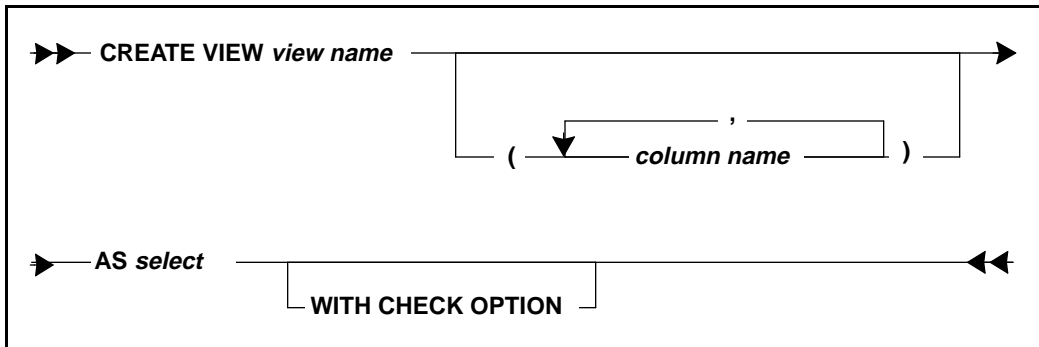 CREATE VIEW view name
,
( column name )
AS select
WITH CHECK OPTION